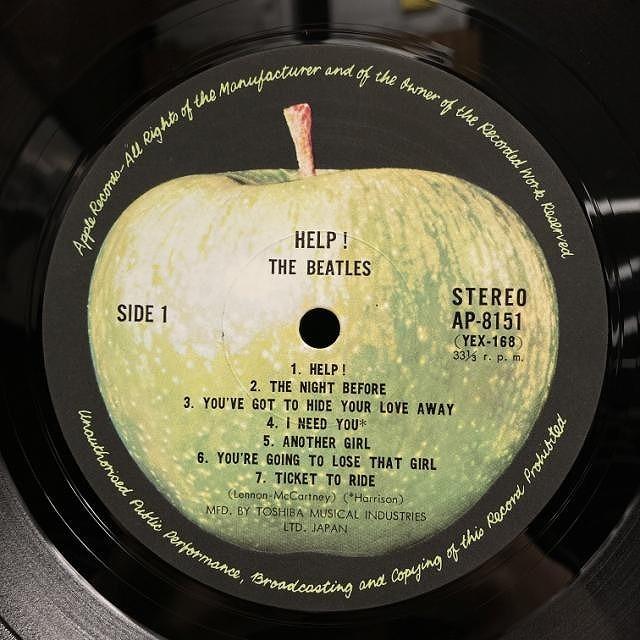 Apple Records-All Rights of the Manufacturer and of the Owner of the Recorded Work Reserved
HELP!
THE BEATLES
SIDE 1
STEREO
AP-8151
(YEX-168)
33⅓ r. p. m.
1. HELP!
2. THE NIGHT BEFORE
3. YOU'VE GOT TO HIDE YOUR LOVE AWAY
4. I NEED YOU*
5. ANOTHER GIRL
6. YOU'RE GOING TO LOSE THAT GIRL
7. TICKET TO RIDE
(Lennon-McCartney) (*Harrison)
MFD. BY TOSHIBA MUSICAL INDUSTRIES
LTD. JAPAN
Unauthorised Public Performance, Broadcasting and Copying of this Record Prohibited